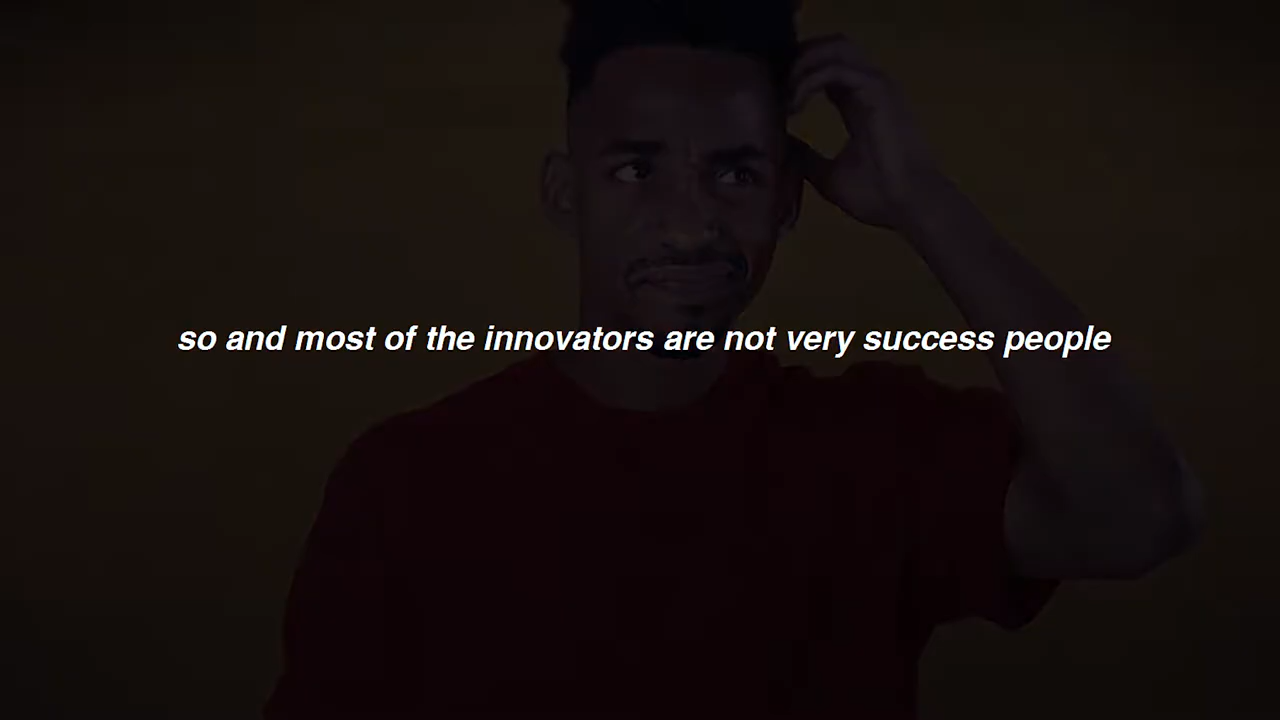 so and most of the innovators are not very success people